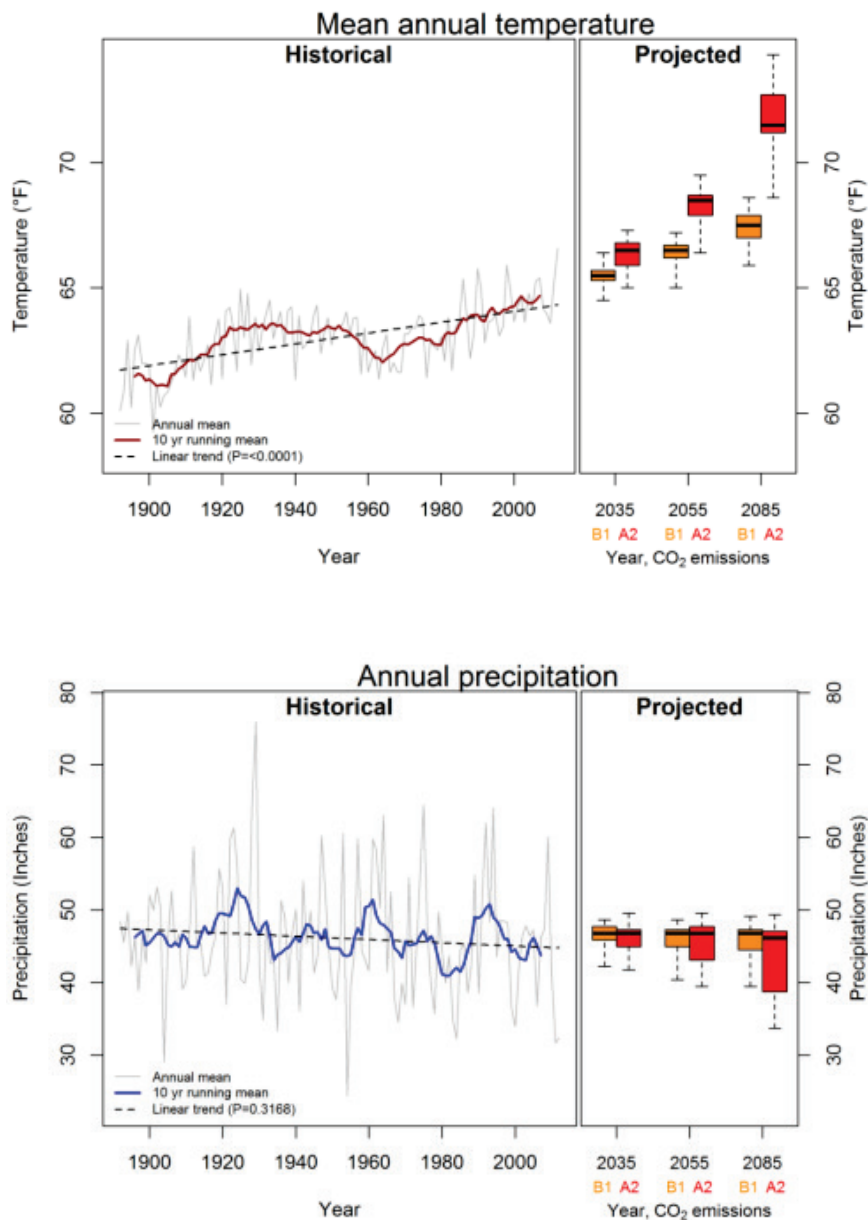 Mean annual temperature
Historical
Projected
Temperature (°F)
70
65
60
Annual mean
10 yr running mean
Linear trend (P=<0.0001)
1900 1920 1940 1960 1980 2000
Year
70
65
60
Temperature (°F)
2035 2055 2085
B1 A2 B1 A2 B1 A2
Year, CO₂ emissions
Annual precipitation
Historical
Projected
Precipitation (Inches)
80
70
60
50
40
30
Annual mean
10 yr running mean
Linear trend (P=0.3168)
1900 1920 1940 1960 1980 2000
Year
80
70
60
50
40
30
Precipitation (Inches)
2035 2055 2085
B1 A2 B1 A2 B1 A2
Year, CO₂ emissions